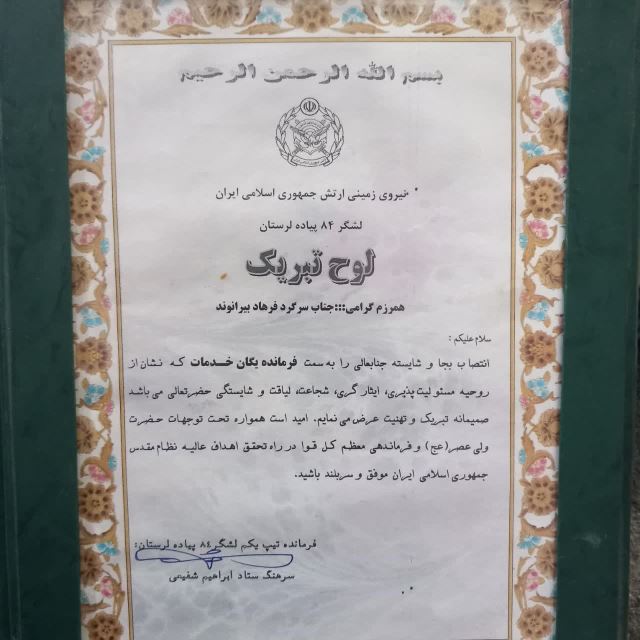 بسم الله الرحمن الرحیم
نیروی زمینی ارتش جمهوری اسلامی ایران
لشگر ۸۴ پیاده لرستان
لوح تبریک
همرزم گرامی:::جناب سرگرد فرهاد بیرانوند
سلام علیکم :
انتصاب بجا و شایسته جنابعالی را به سمت فرمانده یگان خدمات که نشان از
روحیه مسئولیت پذیری، ایثارگری، شجاعت، لیاقت و شایستگی حضرتعالی می باشد
صمیمانه تبریک و تهنیت عرض می نمایم. امید است همواره تحت توجهات حضرت
ولی عصر(عج) و فرماندهی معظم کل قوا در راه تحقق اهداف عالیه نظام مقدس
جمهوری اسلامی ایران موفق و سربلند باشید.
فرمانده تیپ یکم لشگر ۸۴ پیاده لرستان:
سرهنگ ستاد ابراهیم شفیعی